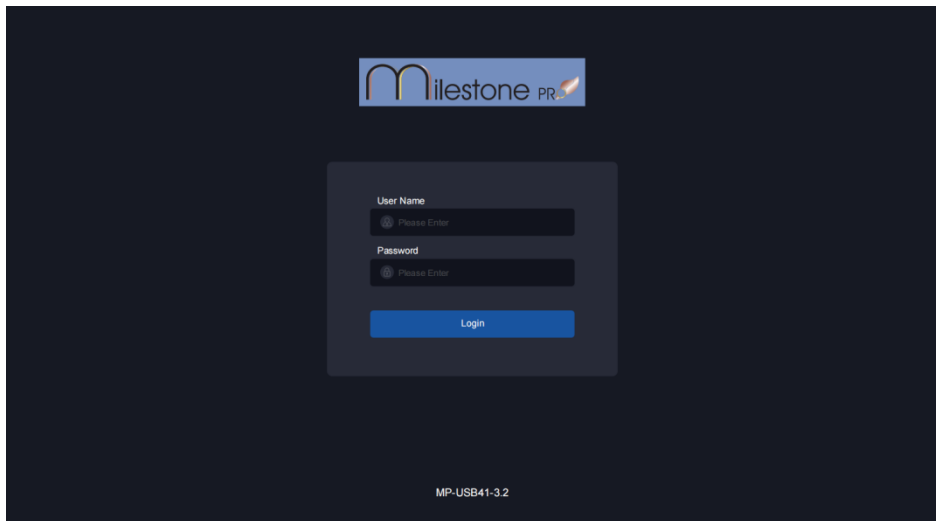 Milestone PRO
User Name
Please Enter
Password
Please Enter
Login
MP-USB41-3.2